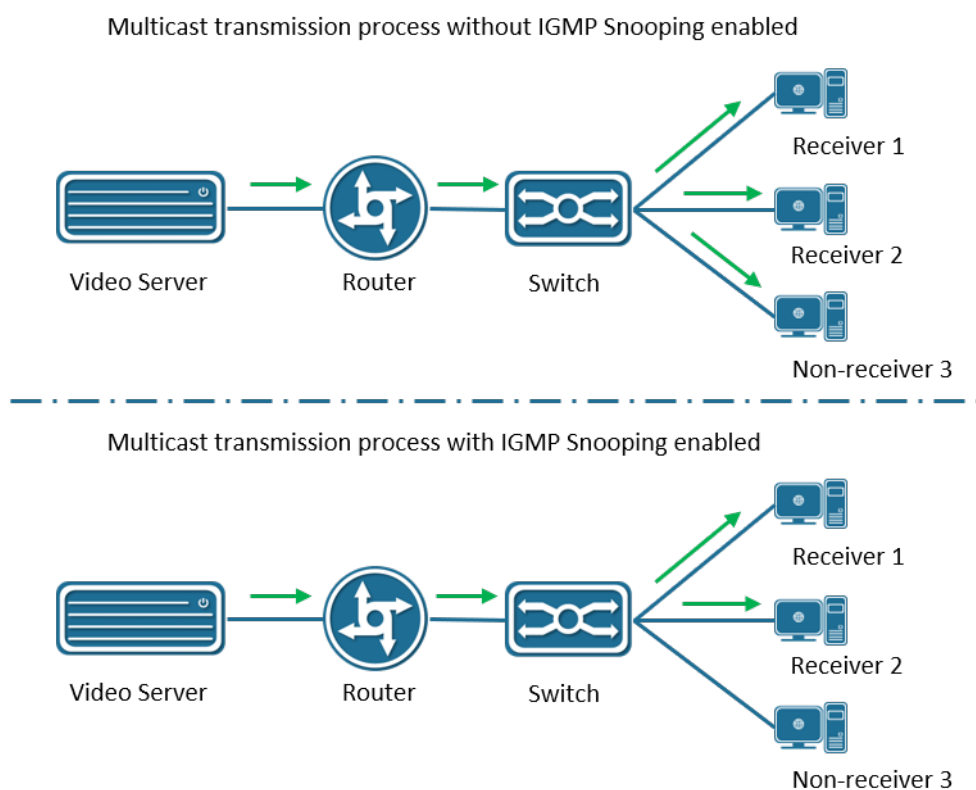 Multicast transmission process without IGMP Snooping enabled
Receiver 1
Video Server
Router
Switch
Receiver 2
Non-receiver 3
Multicast transmission process with IGMP Snooping enabled
Receiver 1
Video Server
Router
Switch
Receiver 2
Non-receiver 3